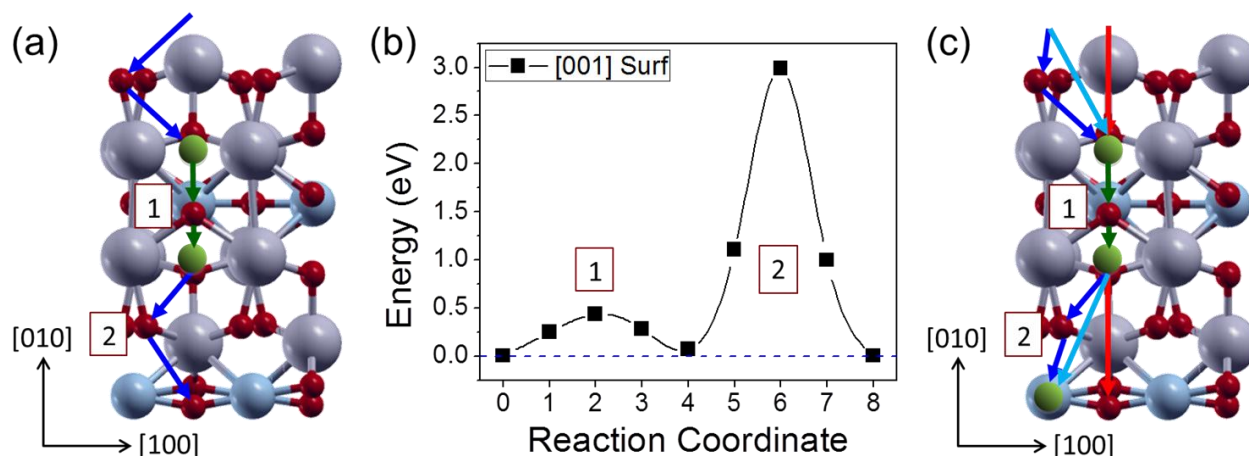 (a)
1
2
[010]
[100]
(b)
[001] Surf
Energy (eV)
3.0
2.5
2.0
1.5
1.0
0.5
0.0
1
2
0 1 2 3 4 5 6 7 8
Reaction Coordinate
(c)
1
2
[010]
[100]